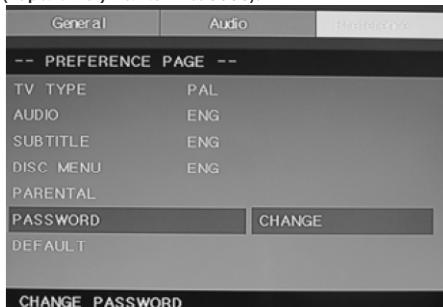 General Audio Preference
-- PREFERENCE PAGE --
TV TYPE PAL
AUDIO ENG
SUBTITLE ENG
DISC MENU ENG
PARENTAL
PASSWORD CHANGE
DEFAULT
CHANGE PASSWORD